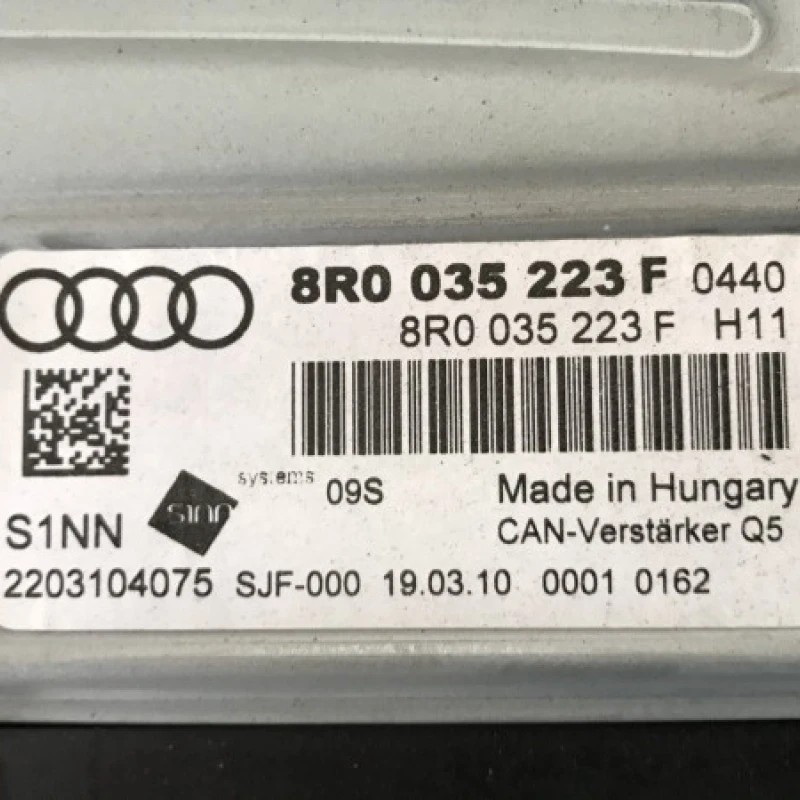 8R0 035 223 F 0440
8R0 035 223 F H11
systems
09S
Made in Hungary
S1NN
sınn
CAN-Verstärker Q5
2203104075 SJF-000 19.03.10 0001 0162